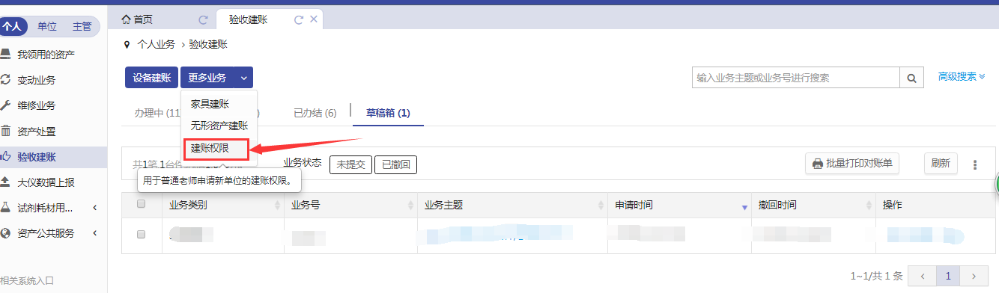 个人 单位 主管
首页
验收建账
我领用的资产
变动业务
维修业务
资产处置
验收建账
大仪数据上报
试剂耗材用...
资产公共服务
相关系统入口
个人业务 > 验收建账
设备建账 更多业务
输入业务主题或业务号进行搜索
高级搜索
家具建账
无形资产建账
建账权限
用于普通老师申请新单位的建账权限。
办理中 (11 ) 已办结 (6) 草稿箱 (1)
共1第 1台件 业务状态 未提交 已撤回 批量打印对账单 刷新
业务类别 业务号 业务主题 申请时间 撤回时间 操作
1~1/共 1 条 < 1 >